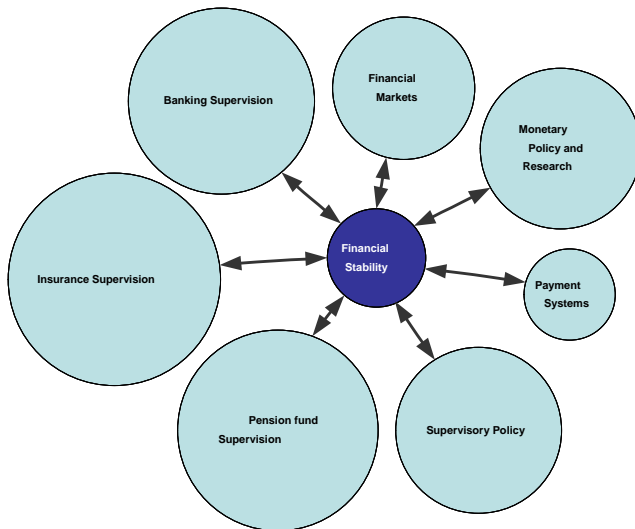 Banking Supervision
Financial
Markets
Monetary
Policy and
Research
Financial
Stability
Insurance Supervision
Payment
Systems
Pension fund
Supervision
Supervisory Policy